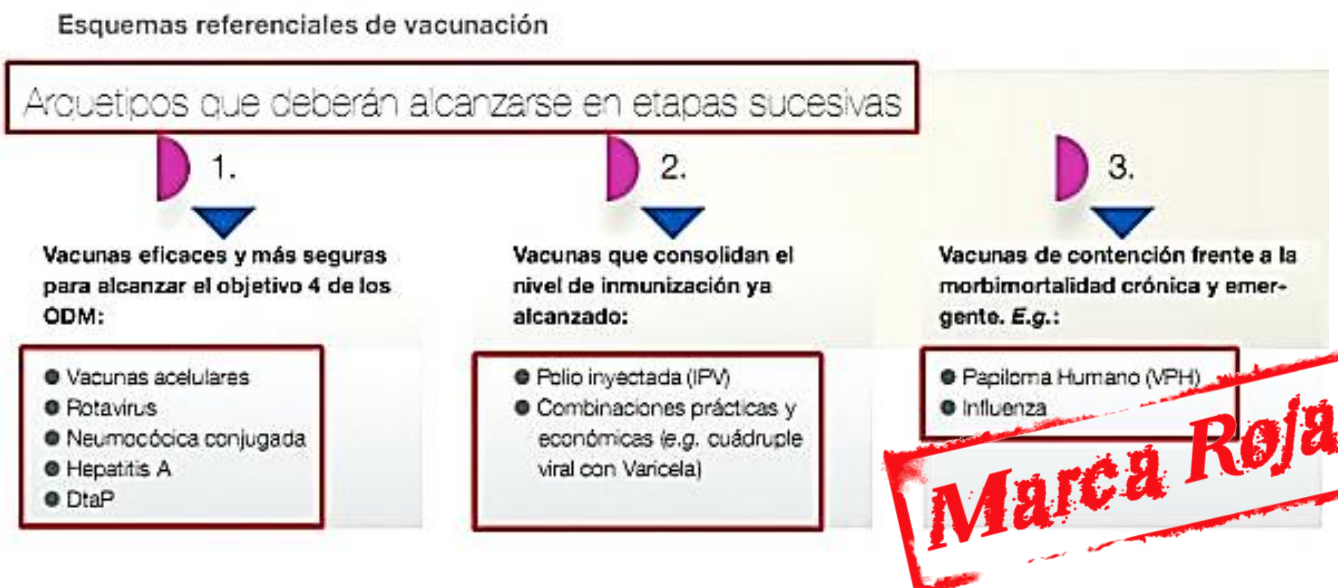 Esquemas referenciales de vacunación
Arquetipos que deberán alcanzarse en etapas sucesivas
1.
Vacunas eficaces y más seguras
para alcanzar el objetivo 4 de los
ODM:
● Vacunas acelulares
● Rotavirus
● Neumocócica conjugada
● Hepatitis A
● DtaP
2.
Vacunas que consolidan el
nivel de inmunización ya
alcanzado:
● Polio inyectada (IPV)
● Combinaciones prácticas y
económicas (e.g. cuádruple
viral con Varicela)
3.
Vacunas de contención frente a la
morbimortalidad crónica y emer-
gente. E.g.:
● Papiloma Humano (VPH)
● Influenza
Marca Roja